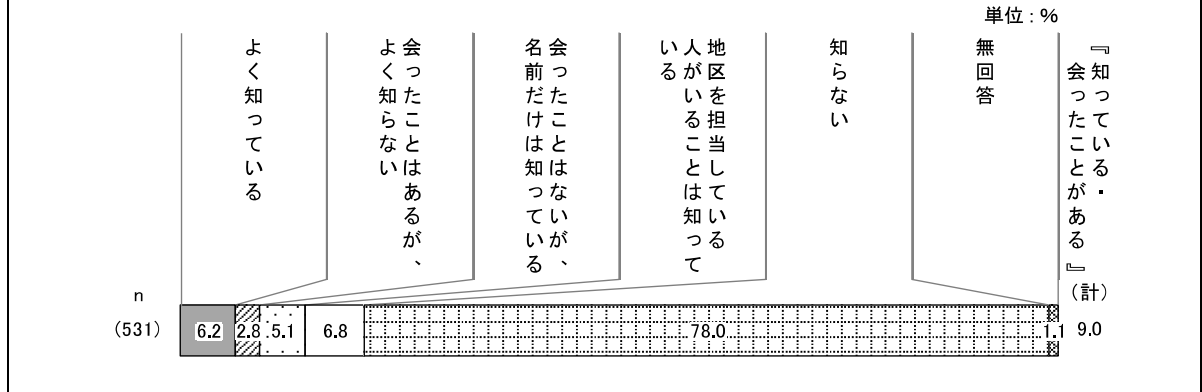 単位：%
よく知っている
会ったことはあるが、
よく知らない
会ったことはないが、
名前だけは知っている
地区を担当している
人がいることは知って
いる
知らない
無回答
『知っている・
会ったことがある』
（計）
n
（531）
6.2
2.8
5.1
6.8
78.0
1.1
9.0